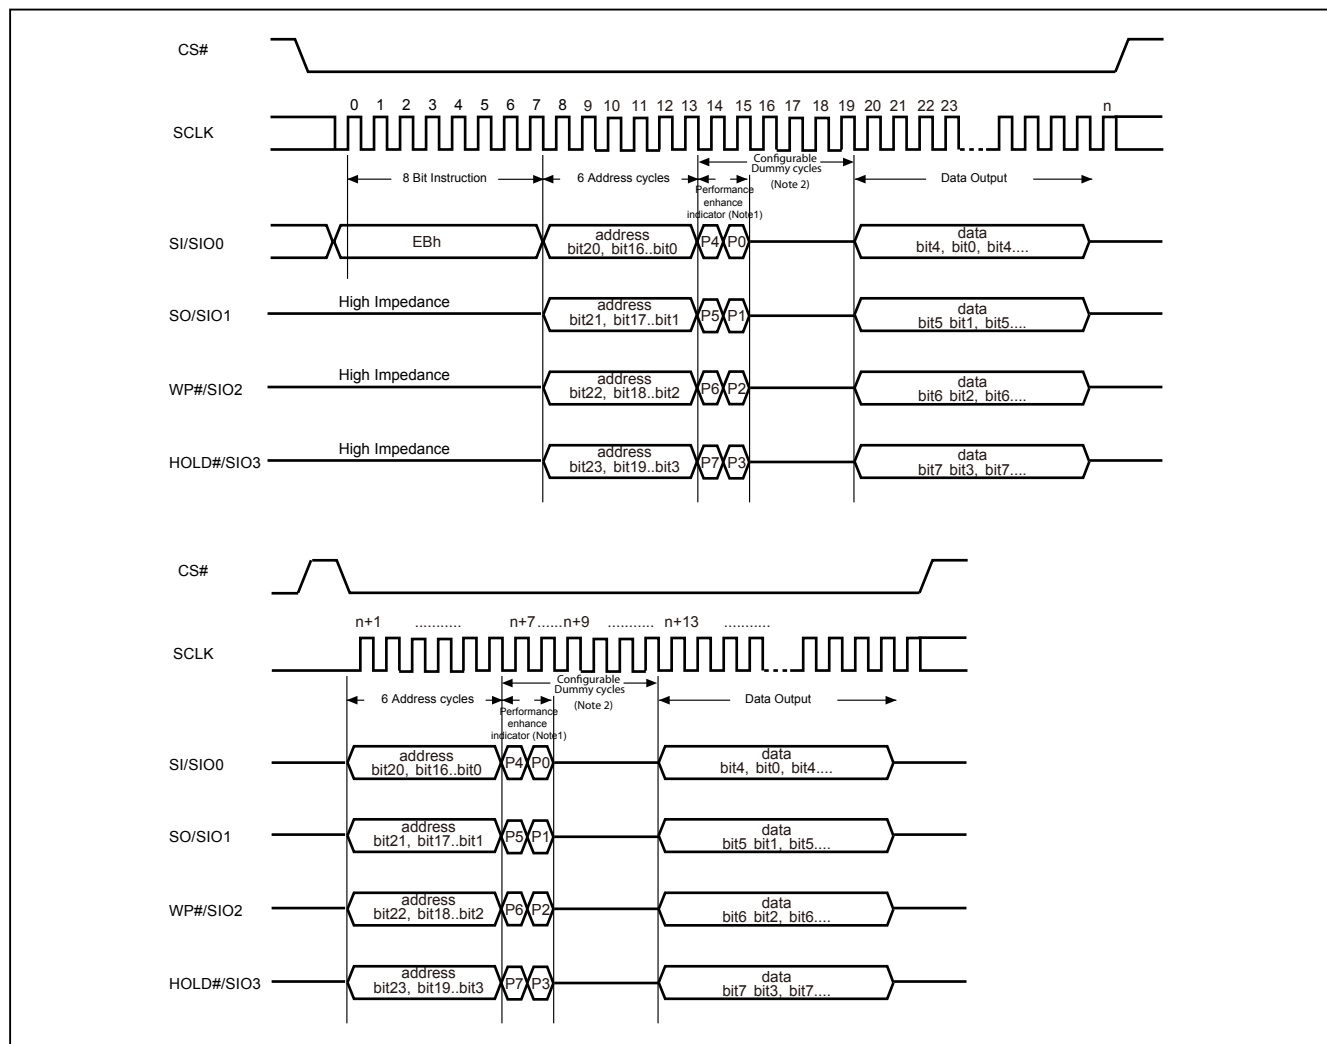 CS#
0 1 2 3 4 5 6 7 8 9 10 11 12 13 14 15 16 17 18 19 20 21 22 23 n
SCLK
Configurable
Dummy cycles
(Note 2)
8 Bit Instruction
6 Address cycles
Data Output
Performance
enhance
indicator (Note1)
SI/SIO0
EBh
address
bit20, bit16..bit0
P4
P0
data
bit4, bit0, bit4....
SO/SIO1
High Impedance
address
bit21, bit17..bit1
P5
P1
data
bit5 bit1, bit5....
WP#/SIO2
High Impedance
address
bit22, bit18..bit2
P6
P2
data
bit6 bit2, bit6....
HOLD#/SIO3
High Impedance
address
bit23, bit19..bit3
P7
P3
data
bit7 bit3, bit7....
CS#
n+1 ........... n+7 ......n+9 ........... n+13 ...........
SCLK
Configurable
Dummy cycles
(Note 2)
6 Address cycles
Data Output
Performance
enhance
indicator (Note1)
SI/SIO0
address
bit20, bit16..bit0
P4
P0
data
bit4, bit0, bit4....
SO/SIO1
address
bit21, bit17..bit1
P5
P1
data
bit5 bit1, bit5....
WP#/SIO2
address
bit22, bit18..bit2
P6
P2
data
bit6 bit2, bit6....
HOLD#/SIO3
address
bit23, bit19..bit3
P7
P3
data
bit7 bit3, bit7....